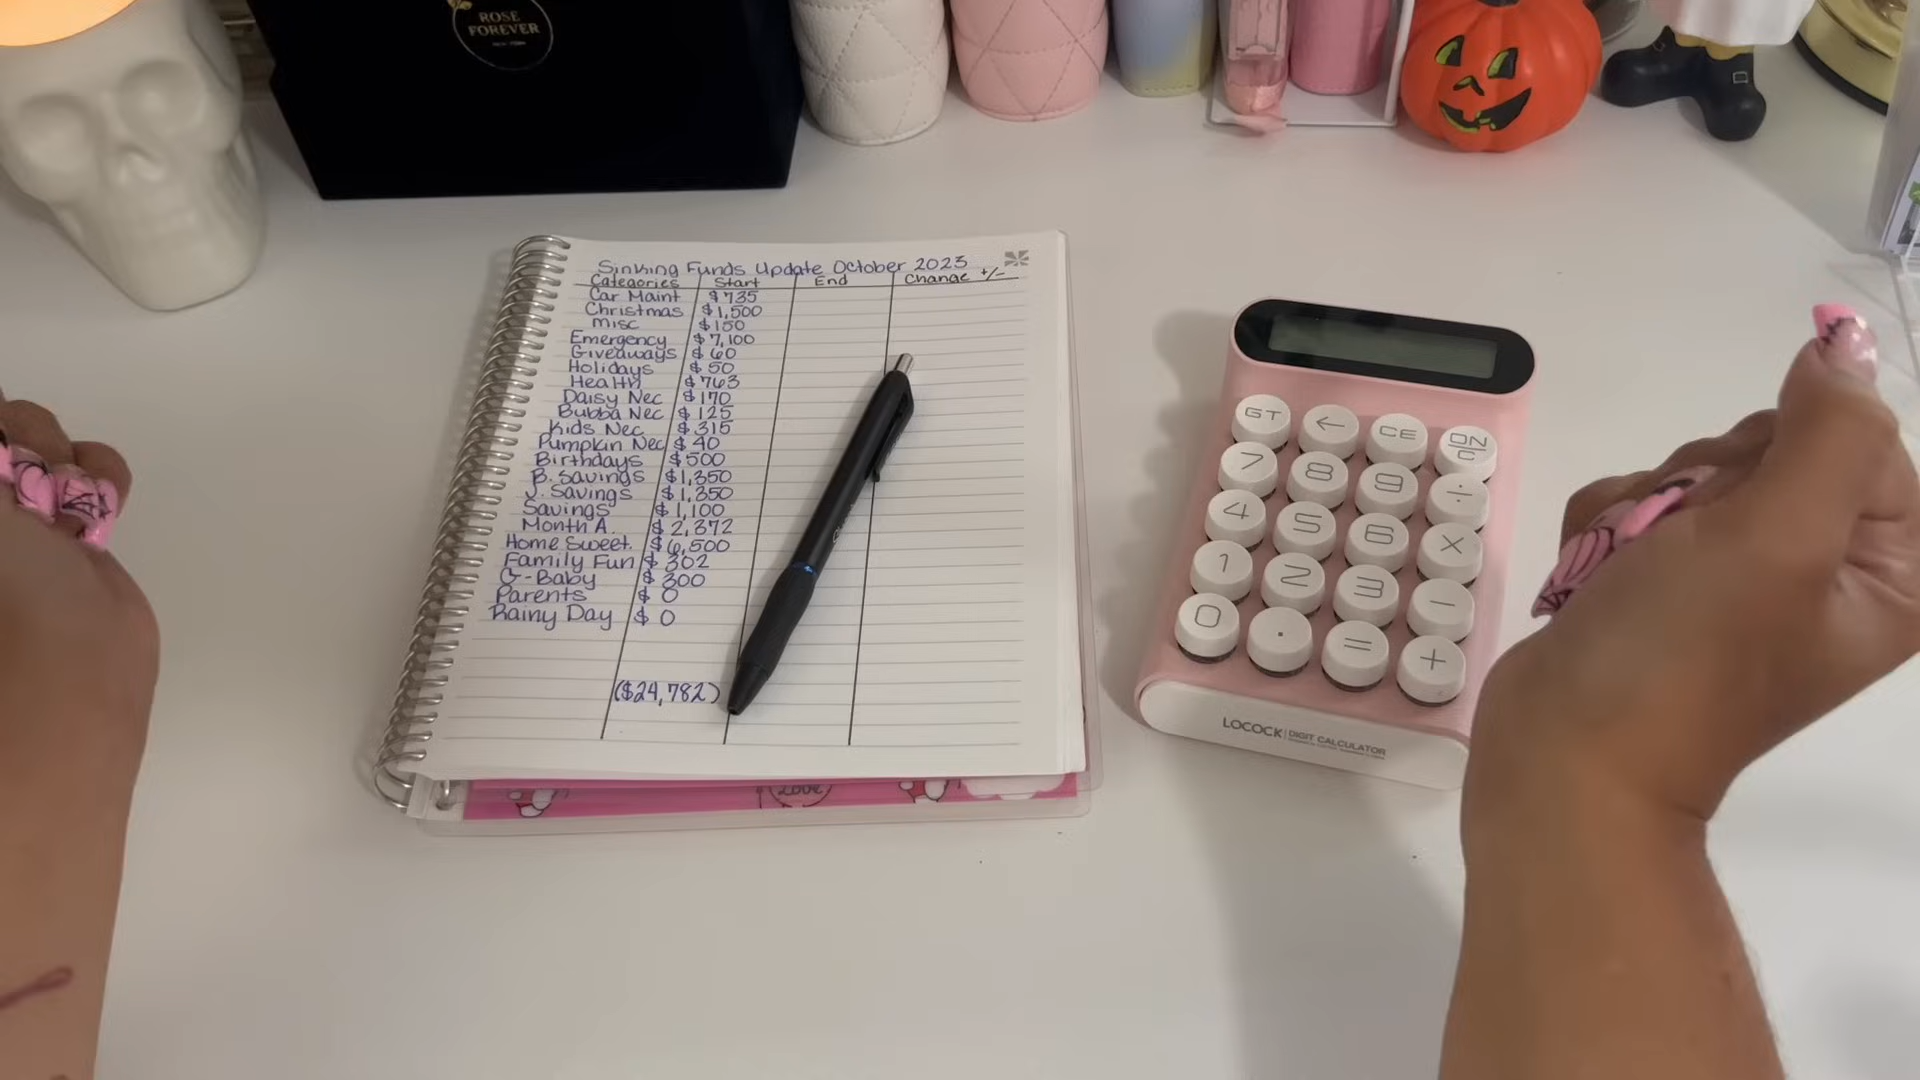 ROSE
FOREVER
NEW YORK
Sinking Funds Update October 2023
Categories Start End Change +/-
Car Maint $735
Christmas $1,500
Misc $150
Emergency $7,100
Giveaways $60
Holidays $50
Health $763
Daisy Nec $170
Bubba Nec $125
Kids Nec $315
Pumpkin Nec $40
Birthdays $500
B. Savings $1,350
J. Savings $1,350
Savings $1,100
Month A. $2,372
Home Sweet. $6,500
Family Fun $302
G-Baby $300
Parents $0
Rainy Day $0
($24,782)
Love
GT ← CE ON/C
7 8 9 ÷
4 5 6 ×
1 2 3 −
0 . = +
LOCOCK DIGIT CALCULATOR